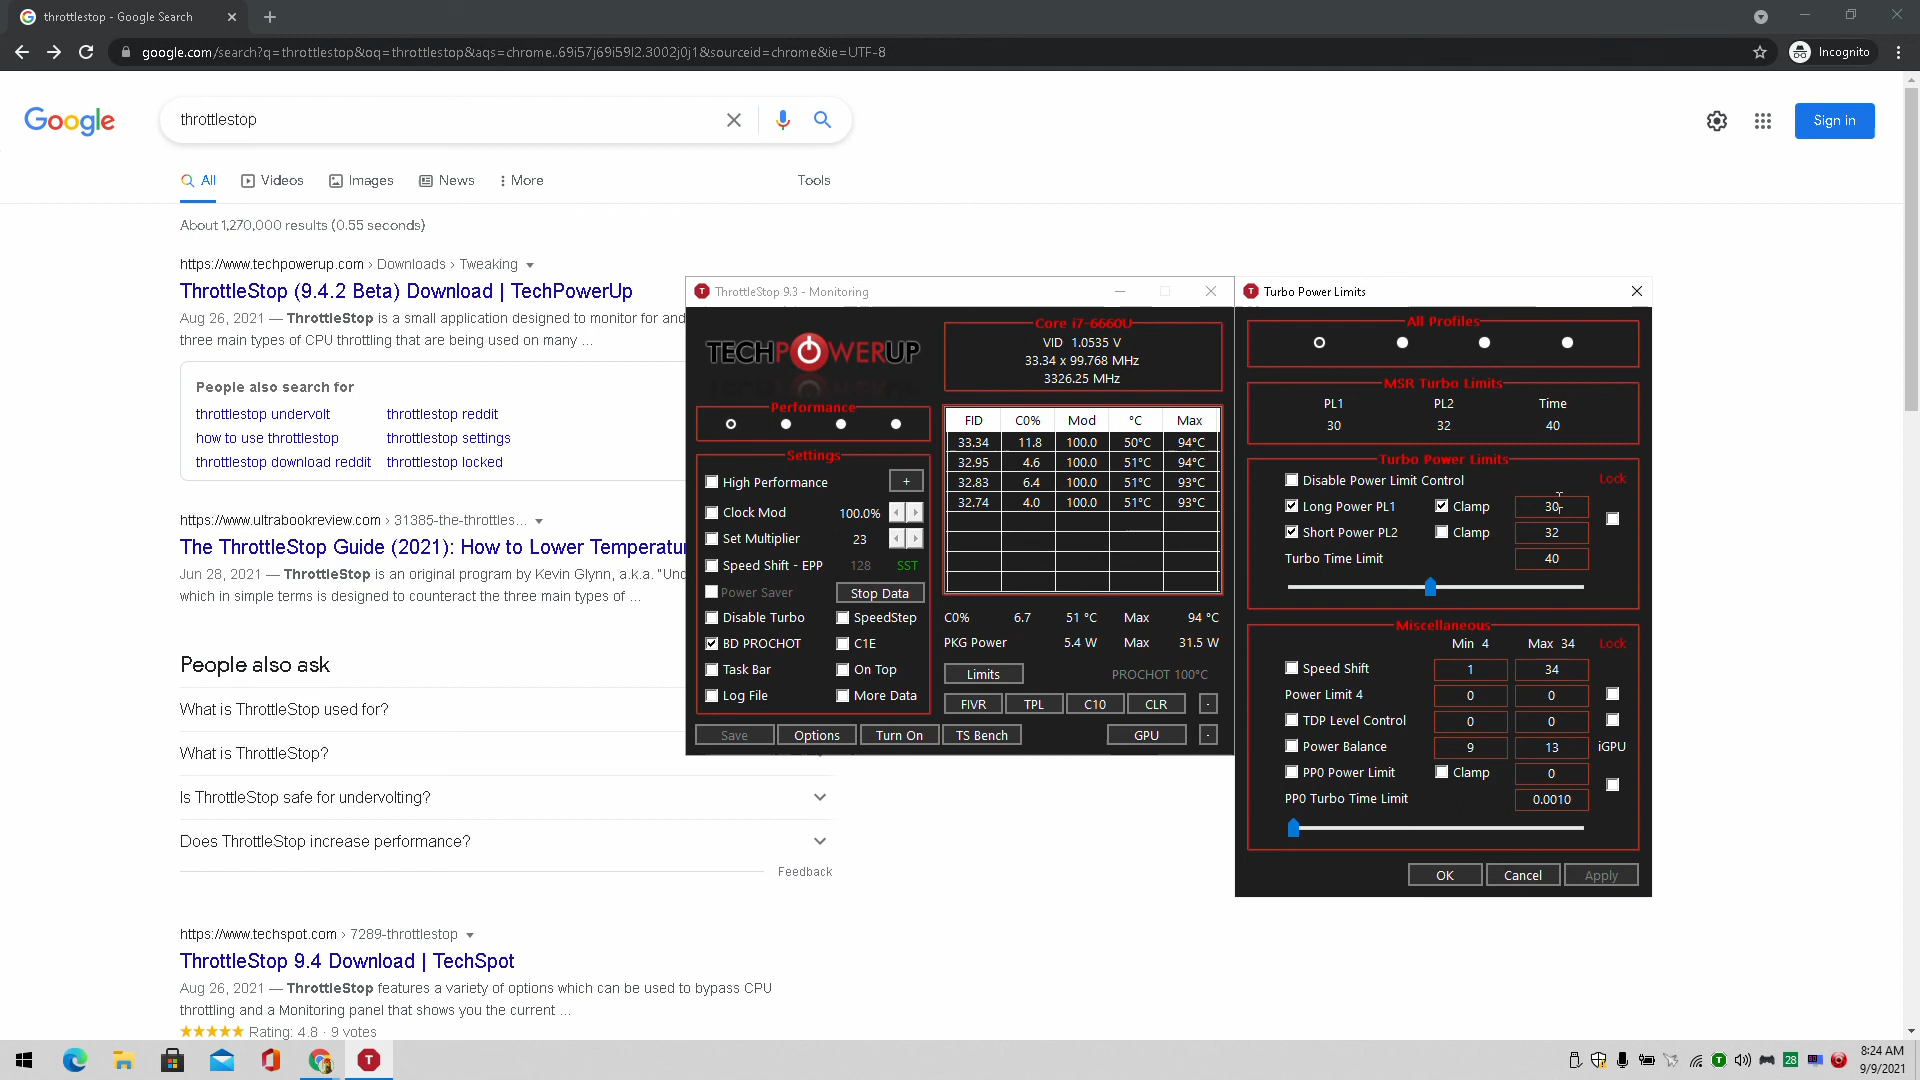 throttlestop - Google Search
google.com/search?q=throttlestop&oq=throttlestop&aqs=chrome..69i57j69i59l2.3002j0j1&sourceid=chrome&ie=UTF-8
Incognito
Google
throttlestop
Sign in
All
Videos
Images
News
More
Tools
About 1,270,000 results (0.55 seconds)
https://www.techpowerup.com › Downloads › Tweaking
ThrottleStop (9.4.2 Beta) Download | TechPowerUp
Aug 26, 2021 — ThrottleStop is a small application designed to monitor for and
three main types of CPU throttling that are being used on many ...
People also search for
throttlestop undervolt
throttlestop reddit
how to use throttlestop
throttlestop settings
throttlestop download reddit
throttlestop locked
https://www.ultrabookreview.com › 31385-the-throttles...
The ThrottleStop Guide (2021): How to Lower Temperatu
Jun 28, 2021 — ThrottleStop is an original program by Kevin Glynn, a.k.a. "Unc
which in simple terms is designed to counteract the three main types of ...
People also ask
What is ThrottleStop used for?
What is ThrottleStop?
Is ThrottleStop safe for undervolting?
Does ThrottleStop increase performance?
Feedback
https://www.techspot.com › 7289-throttlestop
ThrottleStop 9.4 Download | TechSpot
Aug 26, 2021 — ThrottleStop features a variety of options which can be used to bypass CPU
throttling and a Monitoring panel that shows you the current ...
Rating: 4.8 · 9 votes
ThrottleStop 9.3 - Monitoring
TECHPOWERUP
Performance
Settings
High Performance
+
Clock Mod
100.0%
Set Multiplier
23
Speed Shift - EPP
128
SST
Power Saver
Stop Data
Disable Turbo
SpeedStep
BD PROCHOT
C1E
Task Bar
On Top
Log File
More Data
Save
Options
Turn On
TS Bench
Core i7-6660U
VID 1.0535 V
33.34 x 99.768 MHz
3326.25 MHz
FID C0% Mod °C Max
33.34 11.8 100.0 50°C 94°C
32.95 4.6 100.0 51°C 94°C
32.83 6.4 100.0 51°C 93°C
32.74 4.0 100.0 51°C 93°C
C0% 6.7 51 °C Max 94 °C
PKG Power 5.4 W Max 31.5 W
Limits
PROCHOT 100°C
FIVR
TPL
C10
CLR
-
GPU
-
Turbo Power Limits
All Profiles
MSR Turbo Limits
PL1 PL2 Time
30 32 40
Turbo Power Limits
Disable Power Limit Control
Lock
Long Power PL1
Clamp
30
Short Power PL2
Clamp
32
Turbo Time Limit
40
Miscellaneous
Min 4 Max 34 Lock
Speed Shift 1 34
Power Limit 4 0 0
TDP Level Control 0 0
Power Balance 9 13 iGPU
PP0 Power Limit
Clamp
0
PP0 Turbo Time Limit 0.0010
OK
Cancel
Apply
28
8:24 AM
9/9/2021